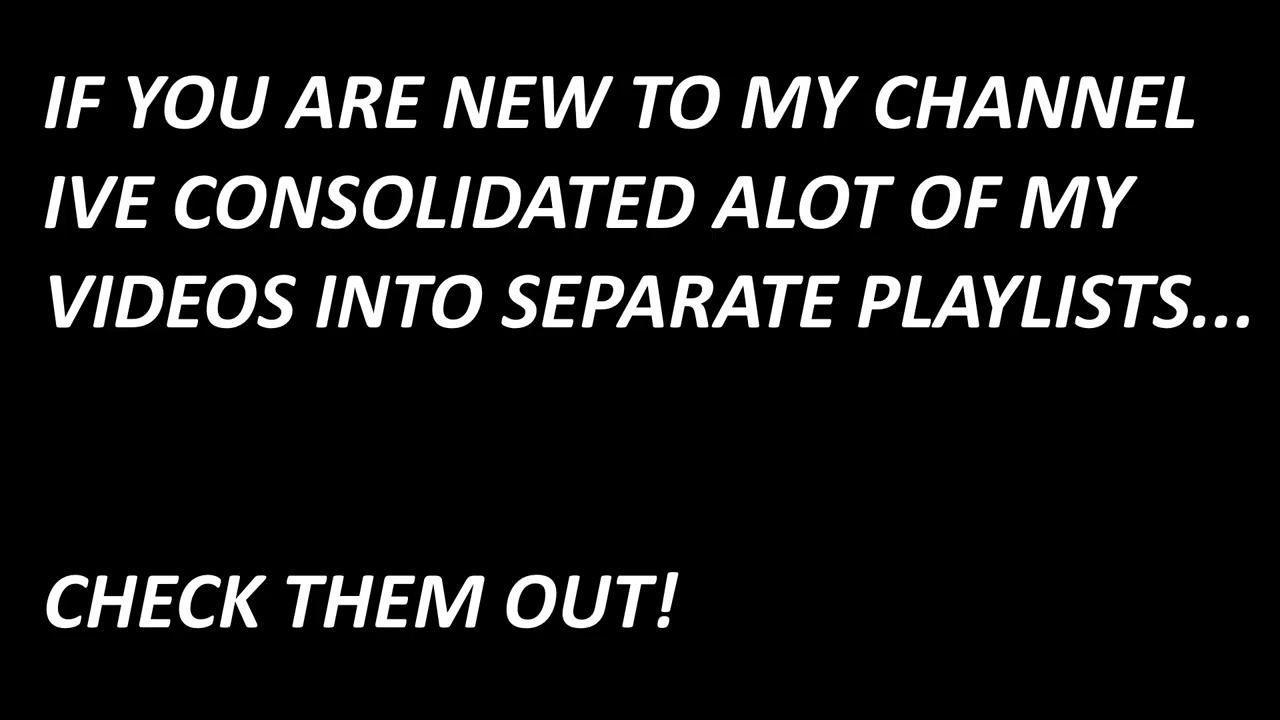 IF YOU ARE NEW TO MY CHANNEL
IVE CONSOLIDATED ALOT OF MY
VIDEOS INTO SEPARATE PLAYLISTS...
CHECK THEM OUT!